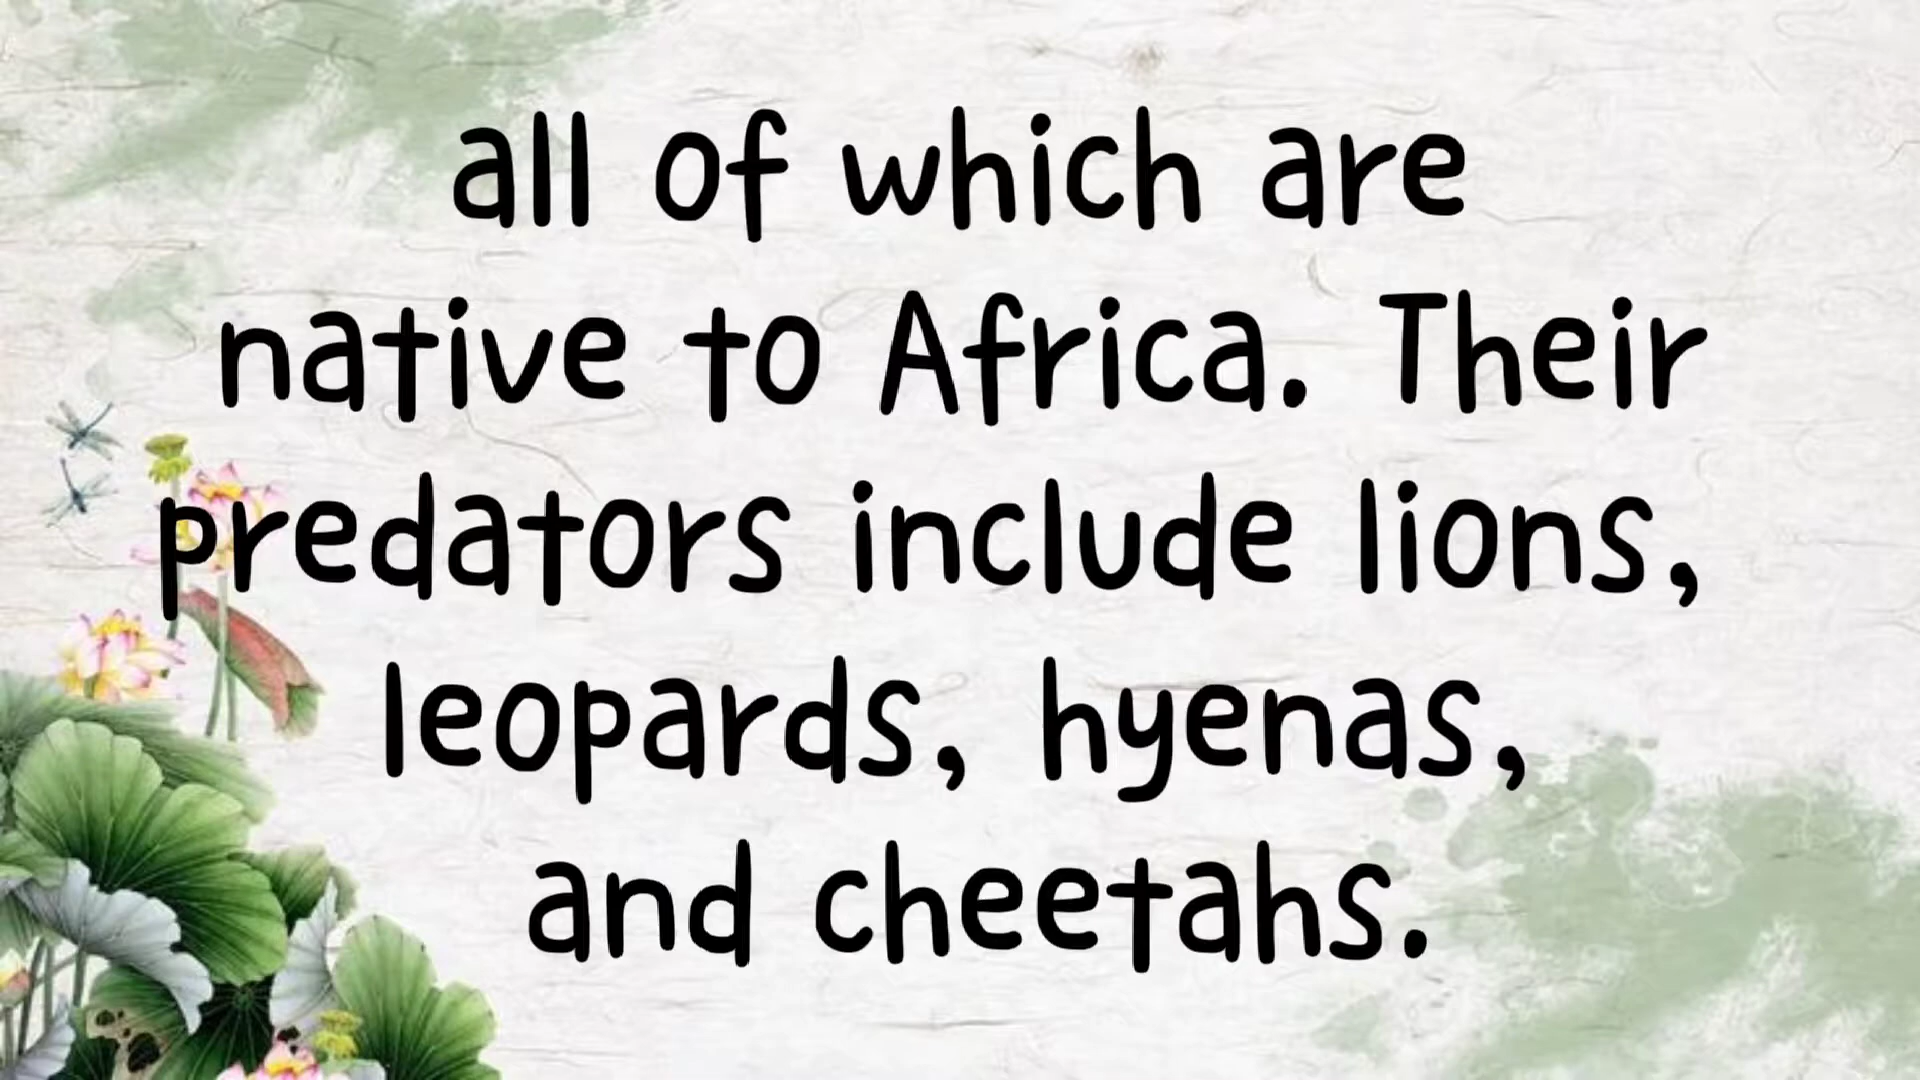 all of which are
native to Africa. Their
predators include lions,
leopards, hyenas,
and cheetahs.